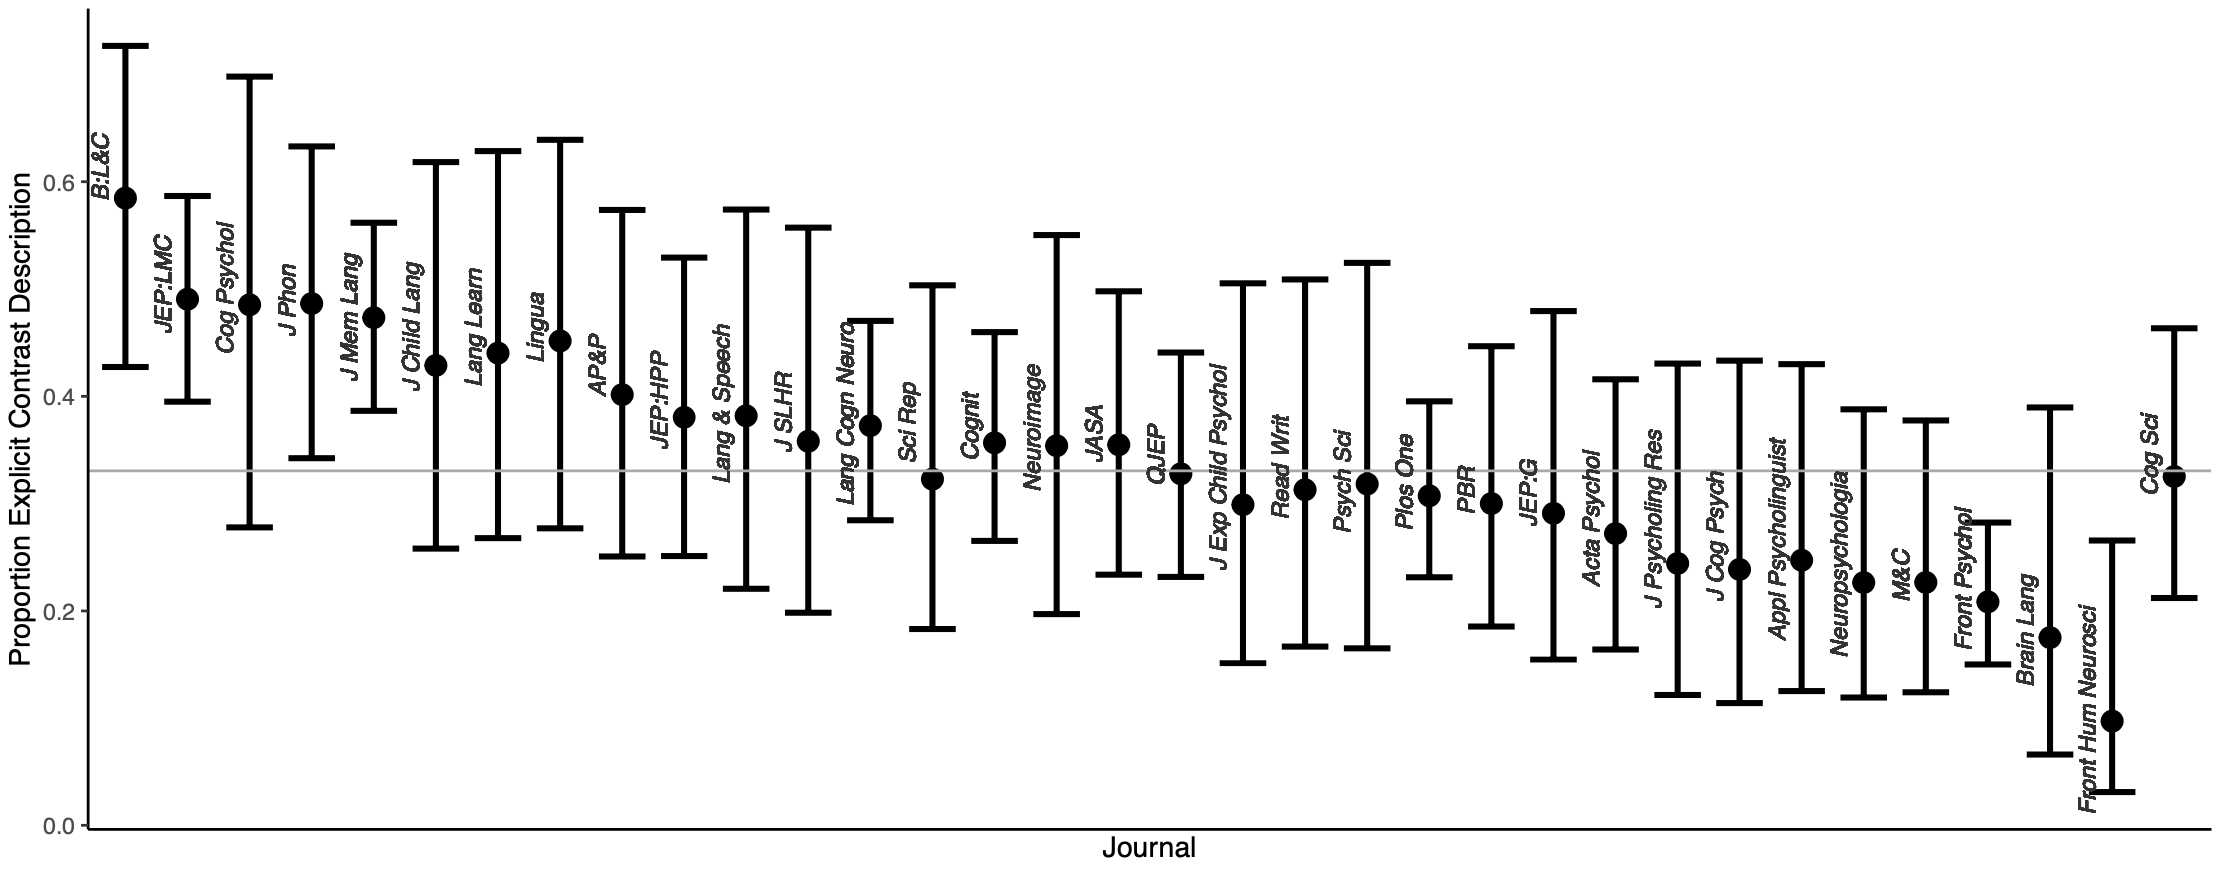 Proportion Explicit Contrast Description
0.6
0.4
0.2
0.0
B:L&C
JEP:LMC
Cog Psychol
J Phon
J Mem Lang
J Child Lang
Lang Learn
Lingua
AP&P
JEP:HPP
Lang & Speech
J SLHR
Lang Cogn Neuro
Sci Rep
Cognit
Neuroimage
JASA
QJEP
J Exp Child Psychol
Read Writ
Psych Sci
Plos One
PBR
JEP:G
Acta Psychol
J Psycholing Res
J Cog Psych
Appl Psycholinguist
Neuropsychologia
M&C
Front Psychol
Brain Lang
Front Hum Neurosci
Cog Sci
Journal